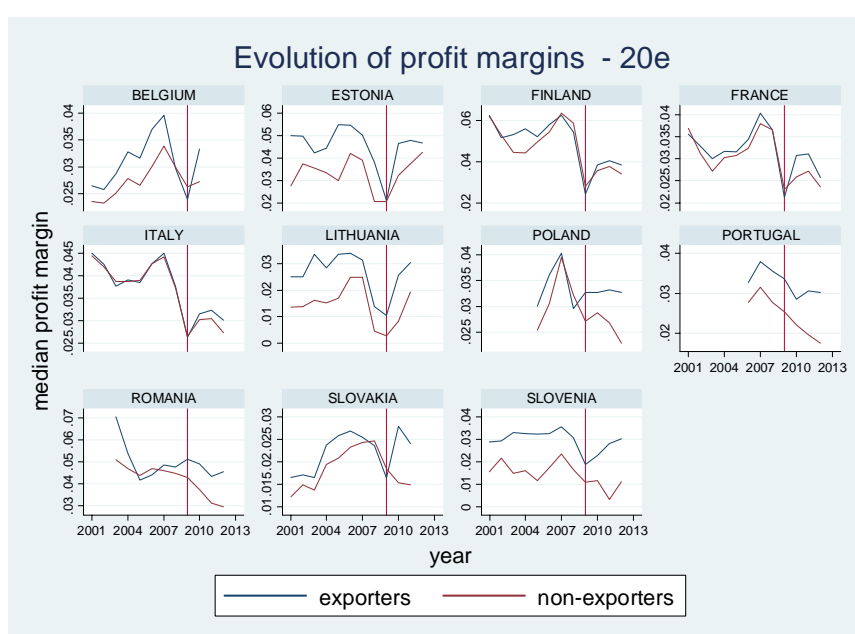 Evolution of profit margins - 20e
median profit margin
BELGIUM
.025 .03 .035 .04
ESTONIA
.02 .03 .04 .05 .06
FINLAND
.02 .04 .06
FRANCE
.02 .025 .03 .035 .04
ITALY
.025 .03 .035 .04 .045
LITHUANIA
0 .01 .02 .03
POLAND
.025 .03 .035 .04
PORTUGAL
.02 .03 .04
2001 2004 2007 2010 2013
ROMANIA
.03 .04 .05 .06 .07
2001 2004 2007 2010 2013
SLOVAKIA
.01 .015 .02 .025 .03
2001 2004 2007 2010 2013
SLOVENIA
0 .01 .02 .03 .04
2001 2004 2007 2010 2013
year
exporters
non-exporters